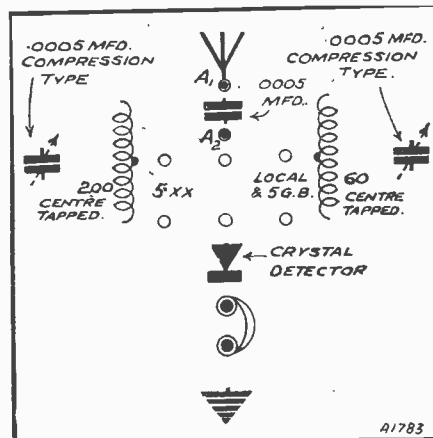 .0005 MFD.
COMPRESSION
TYPE
A1
.0005
MFD.
A2
.0005 MFD.
COMPRESSION
TYPE.
200
CENTRE
TAPPED.
5XX
LOCAL
& 5G.B.
60
CENTRE
TAPPED.
CRYSTAL
DETECTOR
A1783